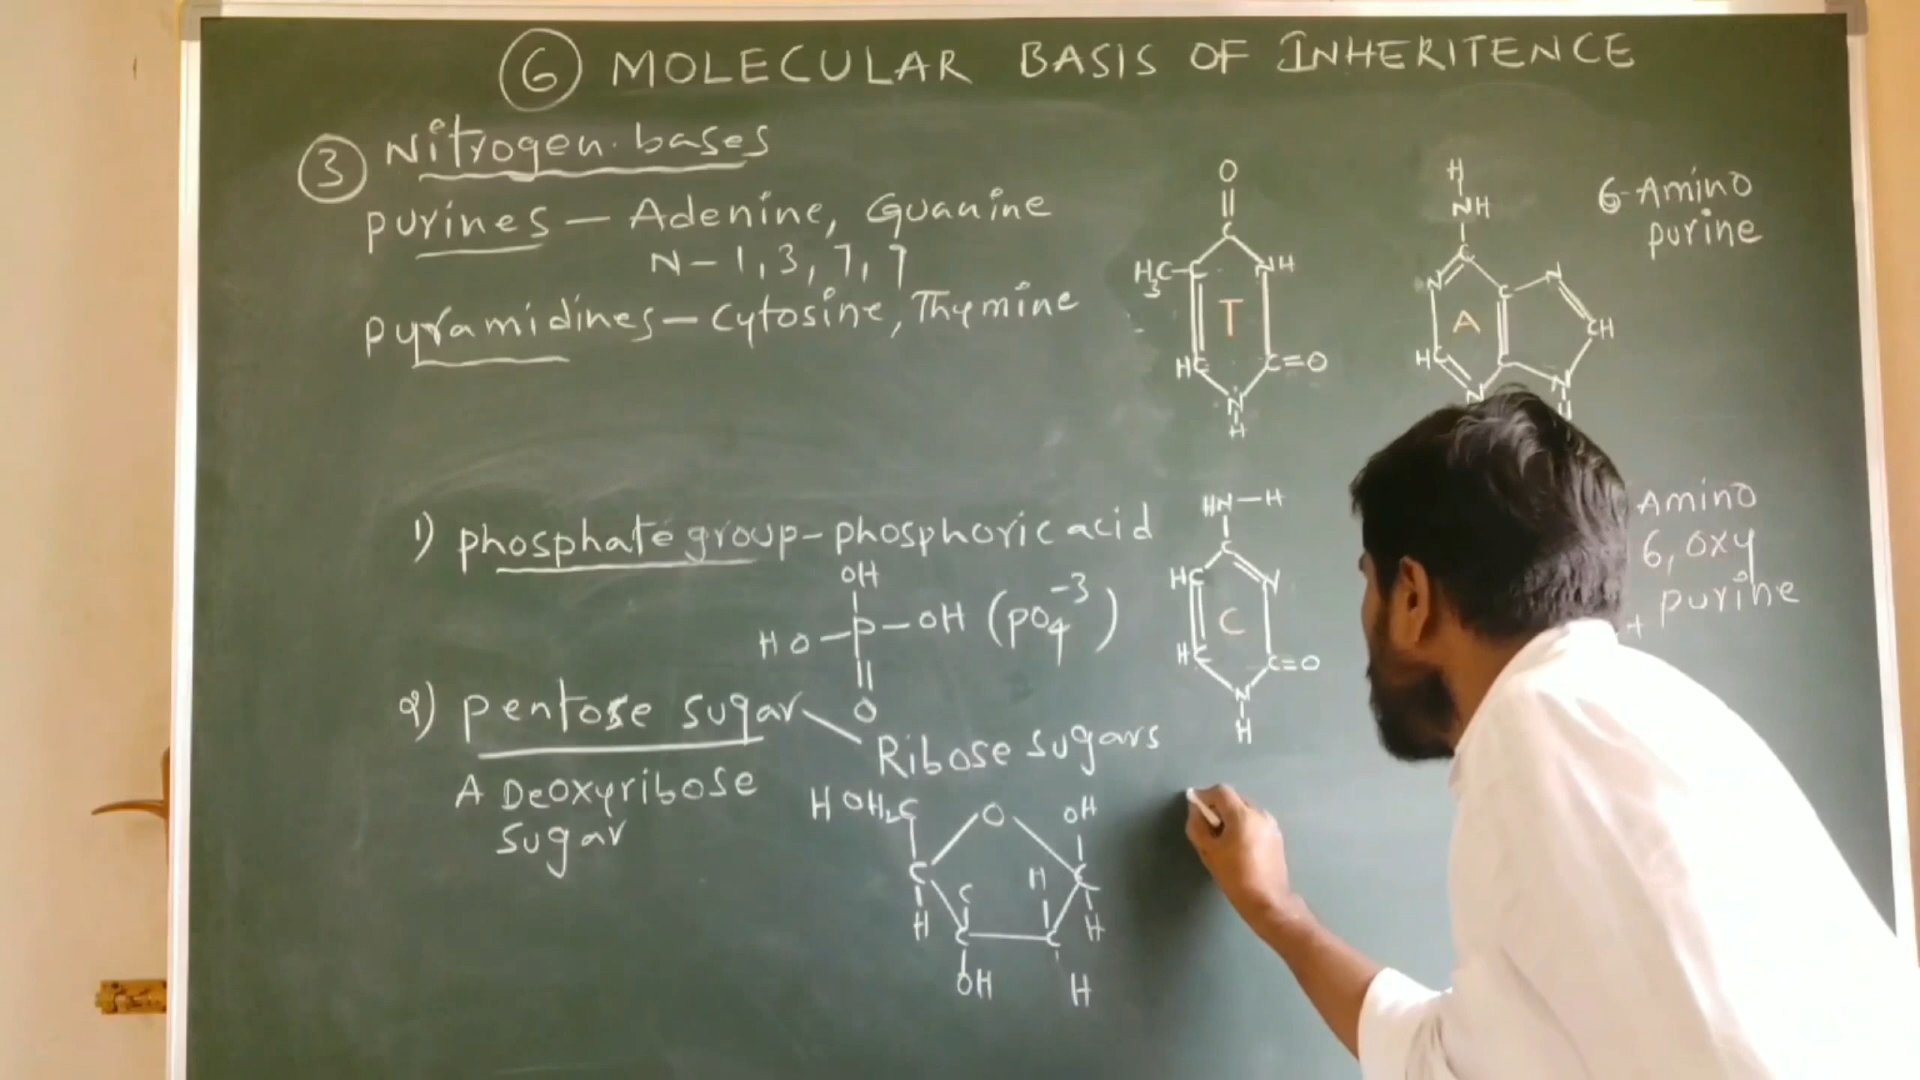 6 MOLECULAR BASIS OF INHERITENCE
3 Nitrogen bases
purines – Adenine, Guanine
N – 1, 3, 7, 9
pyramidines – Cytosine, Thymine
1) phosphate group – phosphoric acid
OH
HO – P – OH (PO4-3)
O
2) pentose sugar
Ribose sugars
A Deoxyribose
sugar
HOH2C O OH
C H C
C H
H C C H
OH H
O
C
H3C – C NH
T
HC C=O
N
H
H
NH
C
N C N
A CH
HC C
N N
H
6-Amino
purine
HN – H
C
HC N
C
HC C=O
N
H
Amino
6, oxy
purine
+